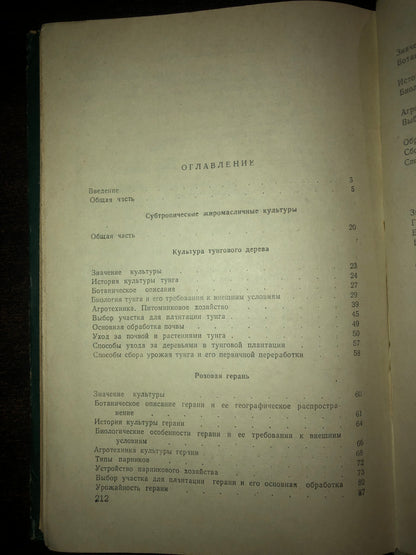 ОГЛАВЛЕНИЕ
Введение 3
Общая часть 5
Субтропические жиромасличные культуры
Общая часть 20
Культура тунгового дерева
Значение культуры 23
История культуры тунга 24
Ботаническое описание 27
Биология тунга и его требования к внешним условиям 29
Агротехника. Питомниковое хозяйство 39
Выбор участка для плантации тунга 45
Основная обработка почвы 49
Уход за почвой и растениями тунга 50
Способы ухода за деревьями в тунговой плантации 57
Способы сбора урожая тунга и его первичной переработки 58
Розовая герань
Значение культуры 60
Ботаническое описание герани и ее географическое распростра-
нение 61
История культуры герани 64
Биологические особенности герани и ее требования к внешним
условиям 66
Агротехника культуры герани 68
Типы парников 72
Устройство парникового хозяйства 73
Выбор участка для плантации герани и его основная обработка 82
Урожайность герани 87
212